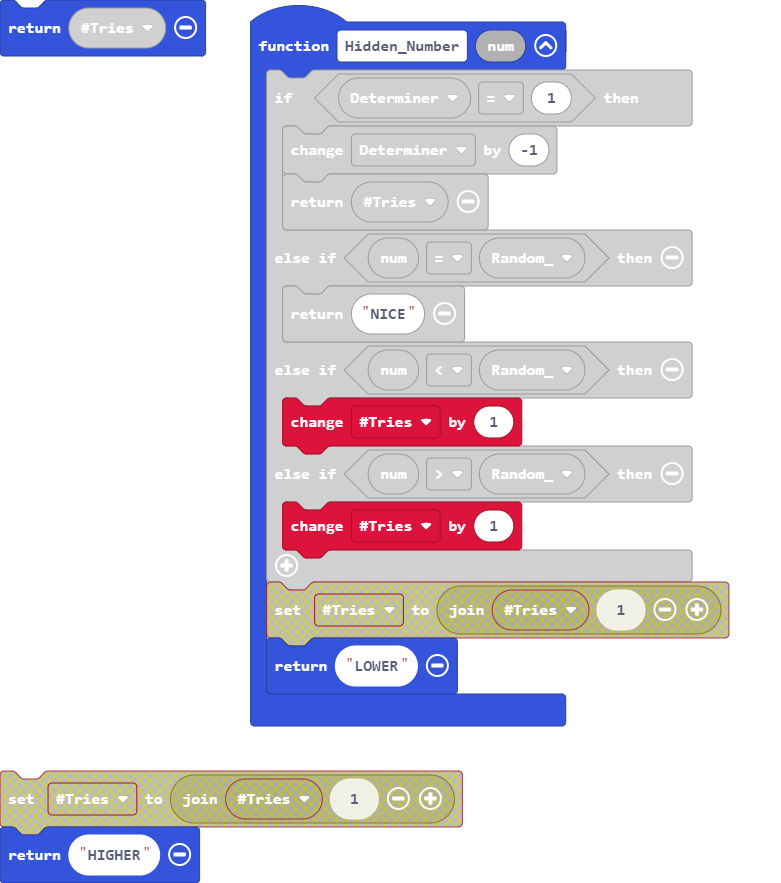 return #Tries
function Hidden_Number num
if Determiner = 1 then
change Determiner by -1
return #Tries
else if num = Random_ then
return "NICE"
else if num < Random_ then
change #Tries by 1
else if num > Random_ then
change #Tries by 1
set #Tries to join #Tries 1
return "LOWER"
set #Tries to join #Tries 1
return "HIGHER"